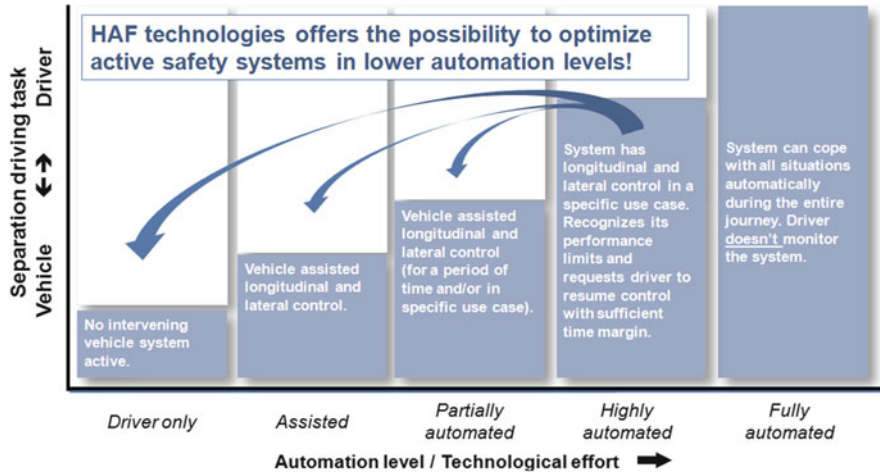 HAF technologies offers the possibility to optimize
active safety systems in lower automation levels!
Separation driving task
Vehicle ↔ Driver
No intervening
vehicle system
active.
Vehicle assisted
longitudinal and
lateral control.
Vehicle assisted
longitudinal and
lateral control
(for a period of
time and/or in
specific use case).
System has
longitudinal and
lateral control in a
specific use case.
Recognizes its
performance
limits and
requests driver to
resume control
with sufficient
time margin.
System can cope
with all situations
automatically
during the entire
journey. Driver
doesn't monitor
the system.
Driver only
Assisted
Partially
automated
Highly
automated
Fully
automated
Automation level / Technological effort